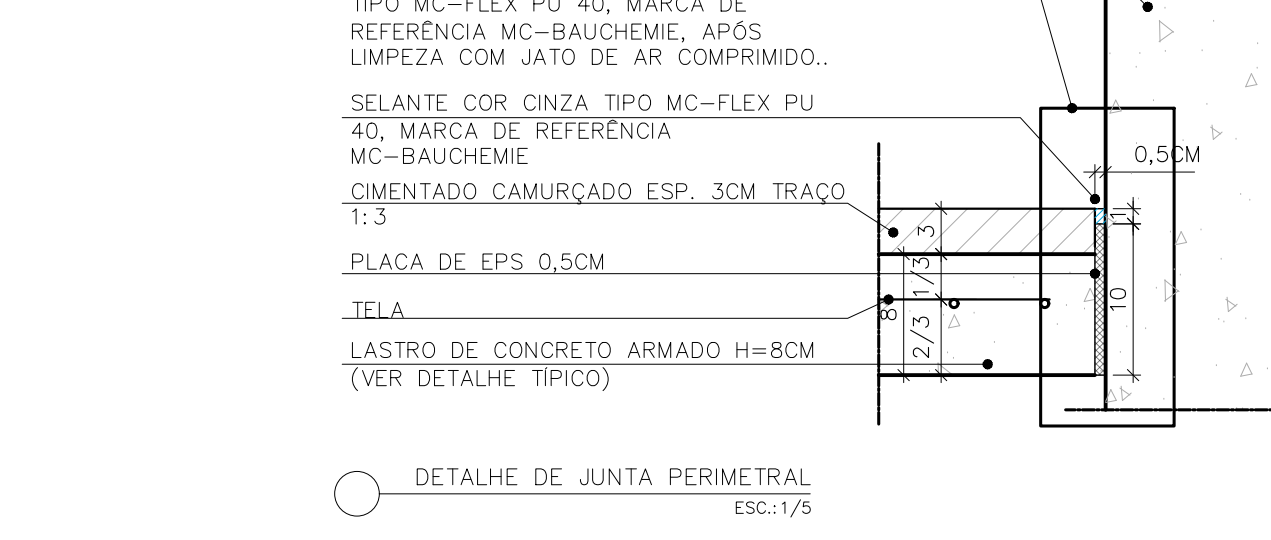 TIPO MC-FLEX PU 40, MARCA DE
REFERÊNCIA MC-BAUCHEMIE, APÓS
LIMPEZA COM JATO DE AR COMPRIMIDO..
SELANTE COR CINZA TIPO MC-FLEX PU
40, MARCA DE REFERÊNCIA
MC-BAUCHEMIE
CIMENTADO CAMURÇADO ESP. 3CM TRAÇO
1:3
PLACA DE EPS 0,5CM
TELA
LASTRO DE CONCRETO ARMADO H=8CM
(VER DETALHE TÍPICO)
0,5CM
1
3
1/3
8
2/3
10
DETALHE DE JUNTA PERIMETRAL
ESC.:1/5